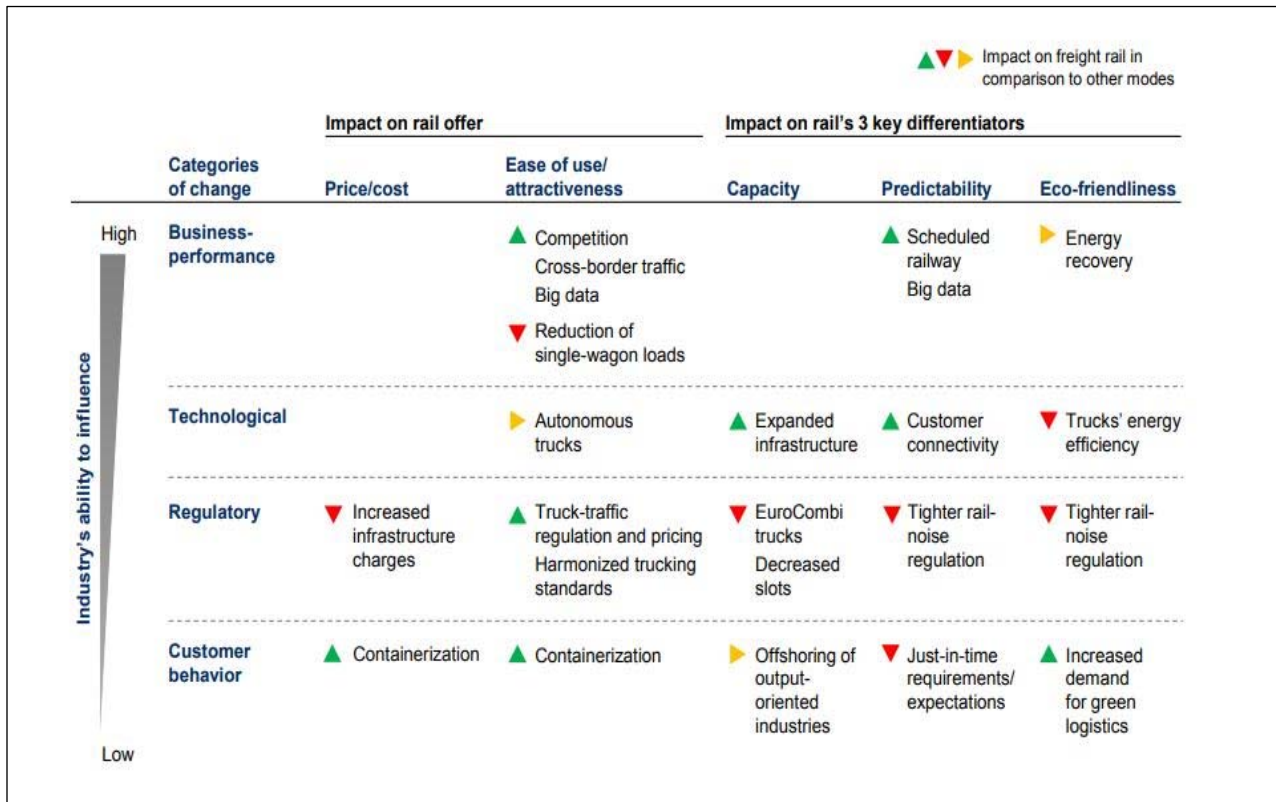 Impact on freight rail in
comparison to other modes
Impact on rail offer
Impact on rail's 3 key differentiators
Categories
of change
Price/cost
Ease of use/
attractiveness
Capacity
Predictability
Eco-friendliness
Industry's ability to influence
High
Low
Business-
performance
Competition
Cross-border traffic
Big data
Reduction of
single-wagon loads
Scheduled
railway
Big data
Energy
recovery
Technological
Autonomous
trucks
Expanded
infrastructure
Customer
connectivity
Trucks' energy
efficiency
Regulatory
Increased
infrastructure
charges
Truck-traffic
regulation and pricing
Harmonized trucking
standards
EuroCombi
trucks
Decreased
slots
Tighter rail-
noise
regulation
Tighter rail-
noise
regulation
Customer
behavior
Containerization
Containerization
Offshoring of
output-
oriented
industries
Just-in-time
requirements/
expectations
Increased
demand
for green
logistics